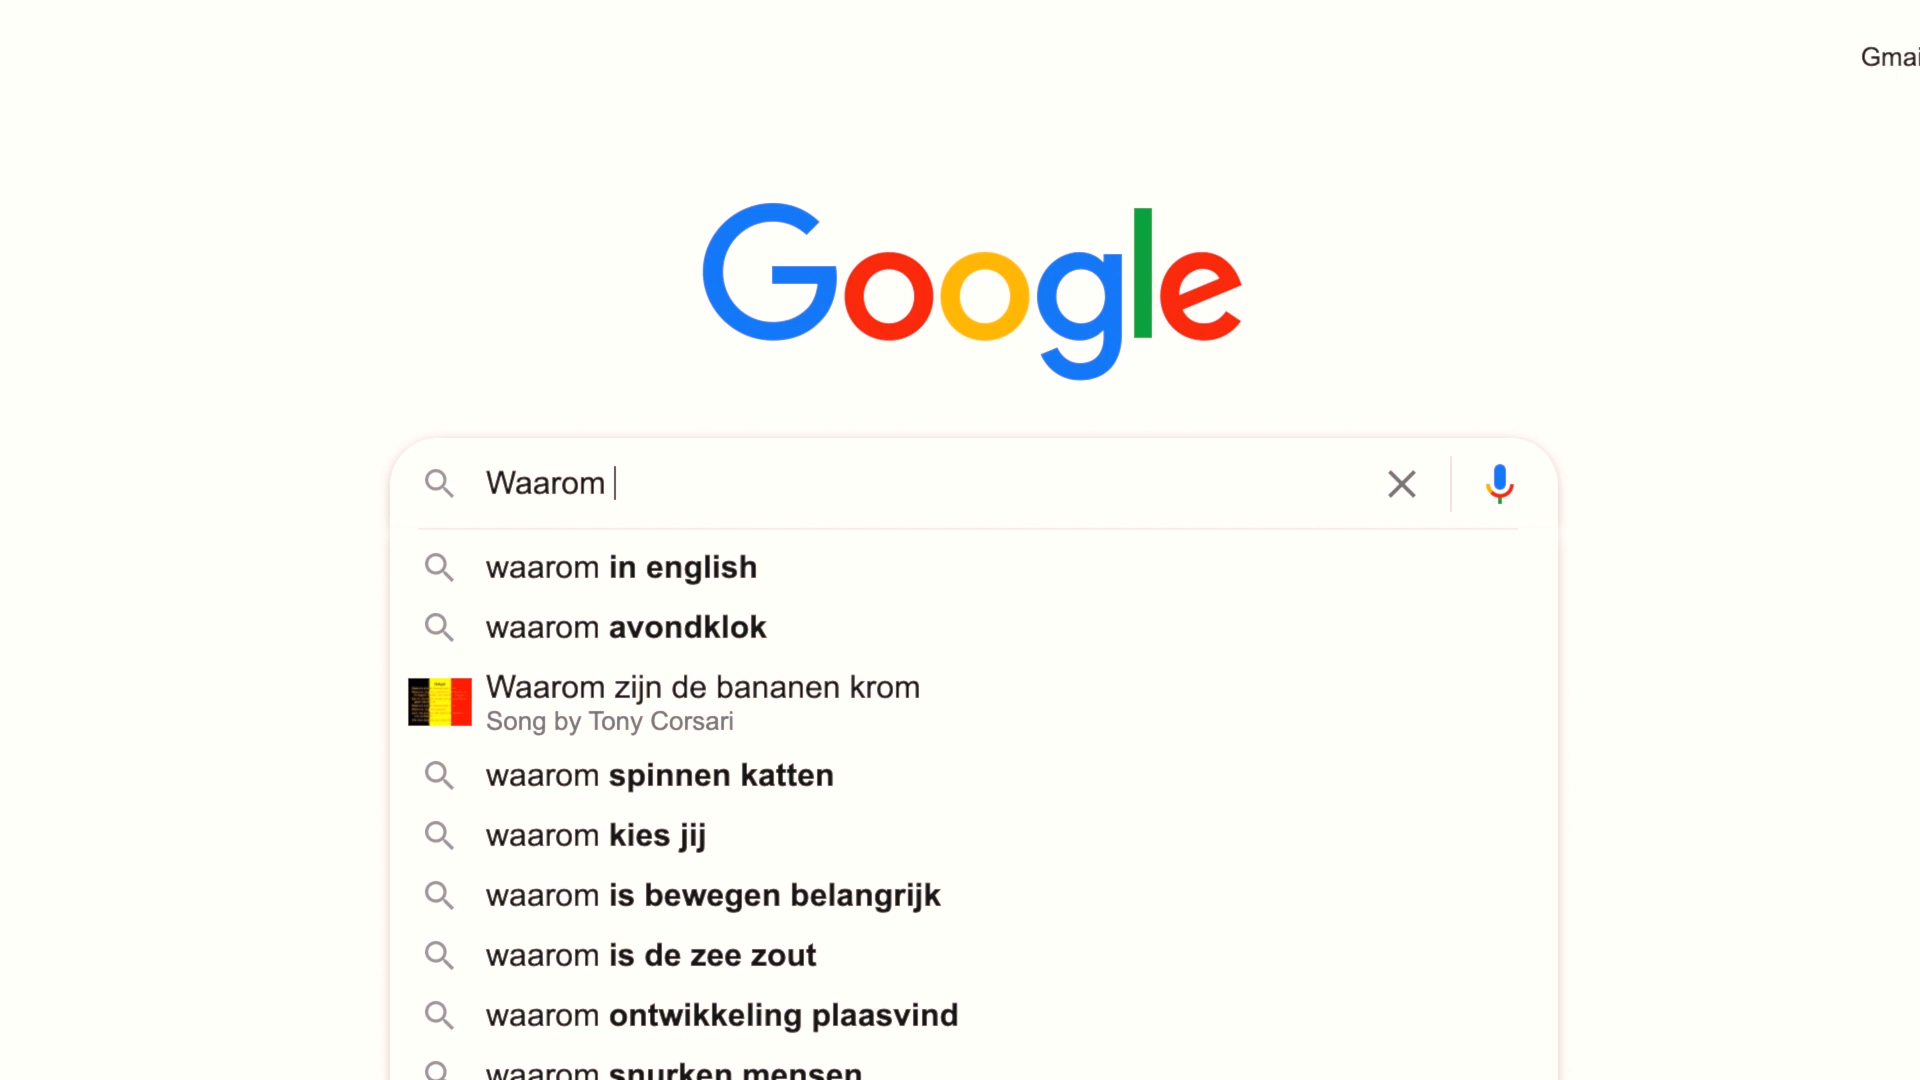 Gmai
Google
Waarom
waarom in english
waarom avondklok
Waarom zijn de bananen krom
Song by Tony Corsari
waarom spinnen katten
waarom kies jij
waarom is bewegen belangrijk
waarom is de zee zout
waarom ontwikkeling plaasvind
waarom snurken mensen